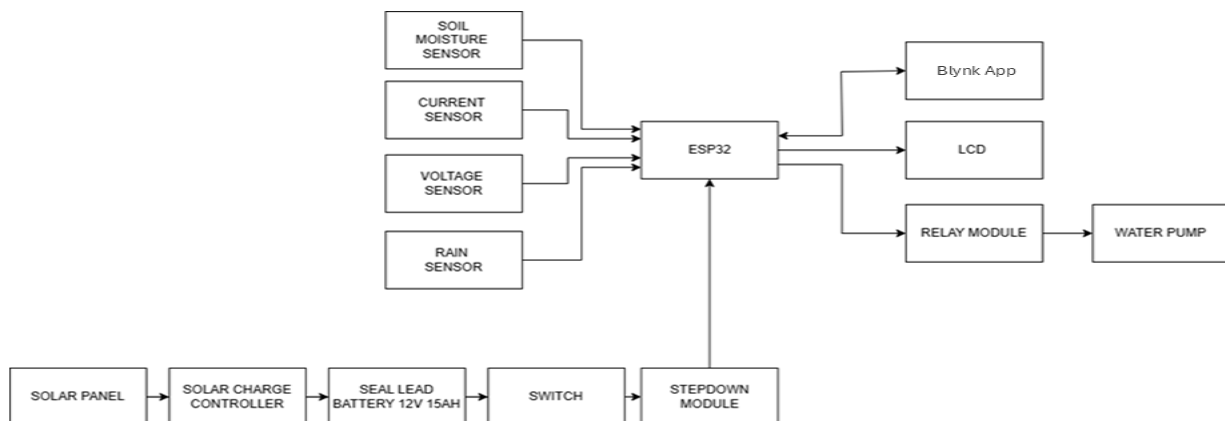 SOIL
MOISTURE
SENSOR
CURRENT
SENSOR
VOLTAGE
SENSOR
RAIN
SENSOR
ESP32
Blynk App
LCD
RELAY MODULE
WATER PUMP
SOLAR PANEL
SOLAR CHARGE
CONTROLLER
SEAL LEAD
BATTERY 12V 15AH
SWITCH
STEPDOWN
MODULE